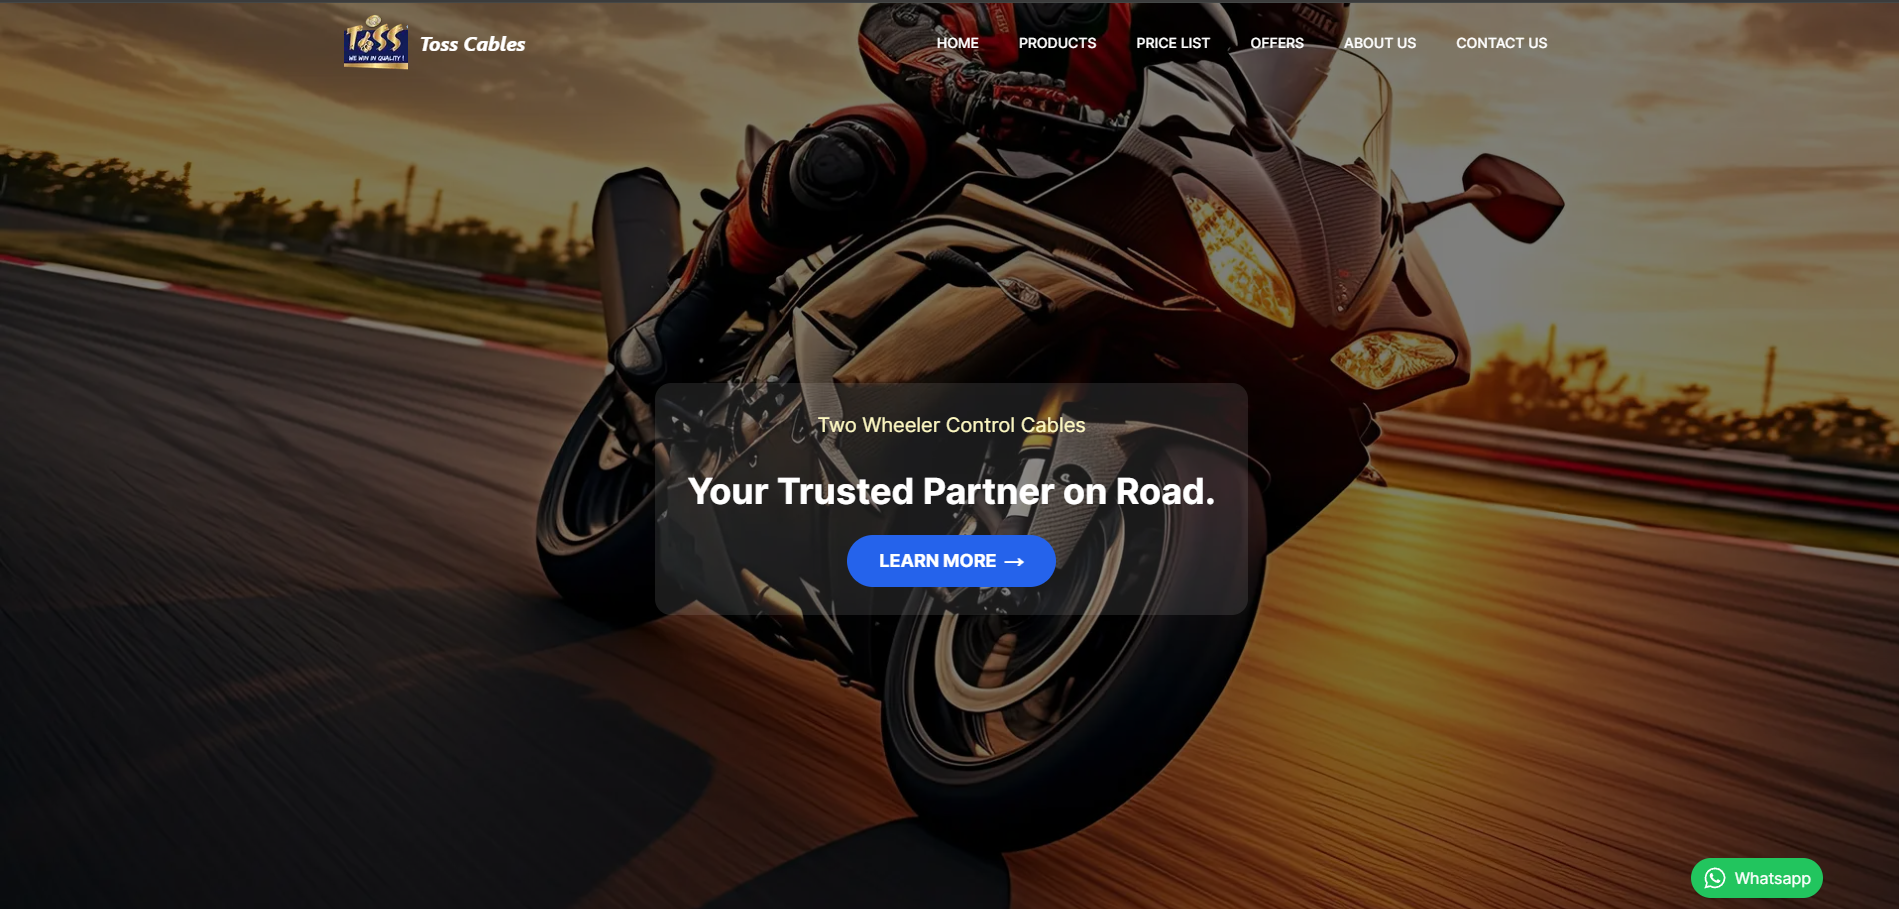 TOSS
WE WIN IN QUALITY !
Toss Cables
HOME
PRODUCTS
PRICE LIST
OFFERS
ABOUT US
CONTACT US
Two Wheeler Control Cables
Your Trusted Partner on Road.
LEARN MORE →
Whatsapp